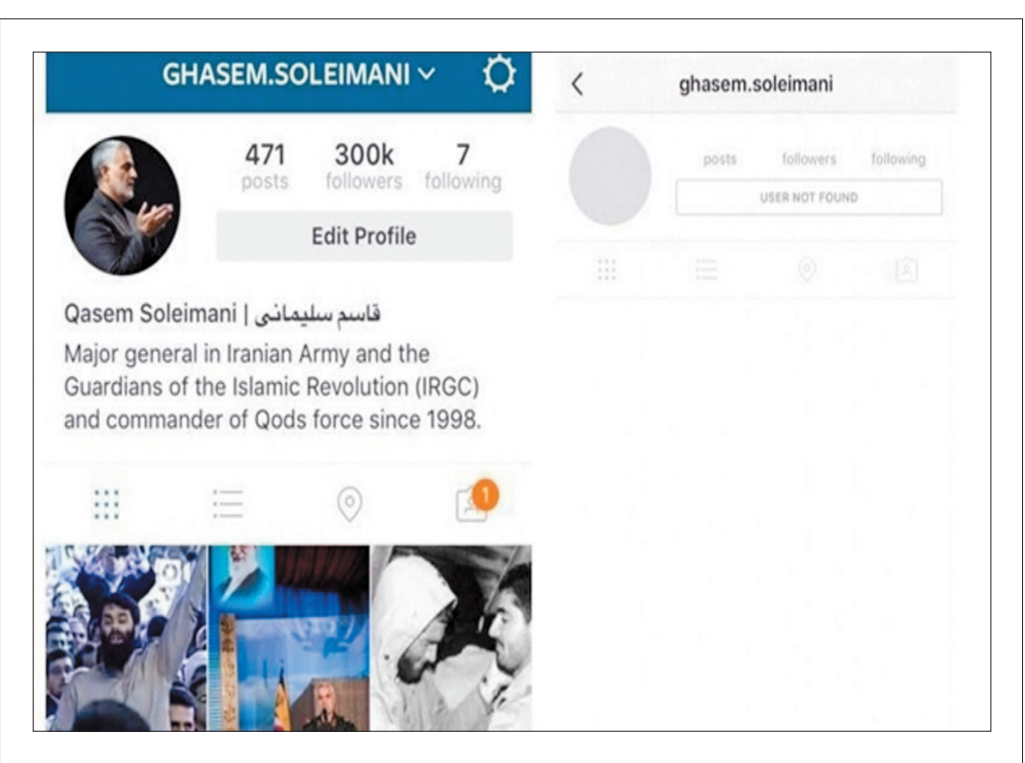 GHASEM.SOLEIMANI
471 300k 7
posts followers following
Edit Profile
Qasem Soleimani | قاسم سلیمانی
Major general in Iranian Army and the
Guardians of the Islamic Revolution (IRGC)
and commander of Qods force since 1998.
1
ghasem.soleimani
posts followers following
USER NOT FOUND